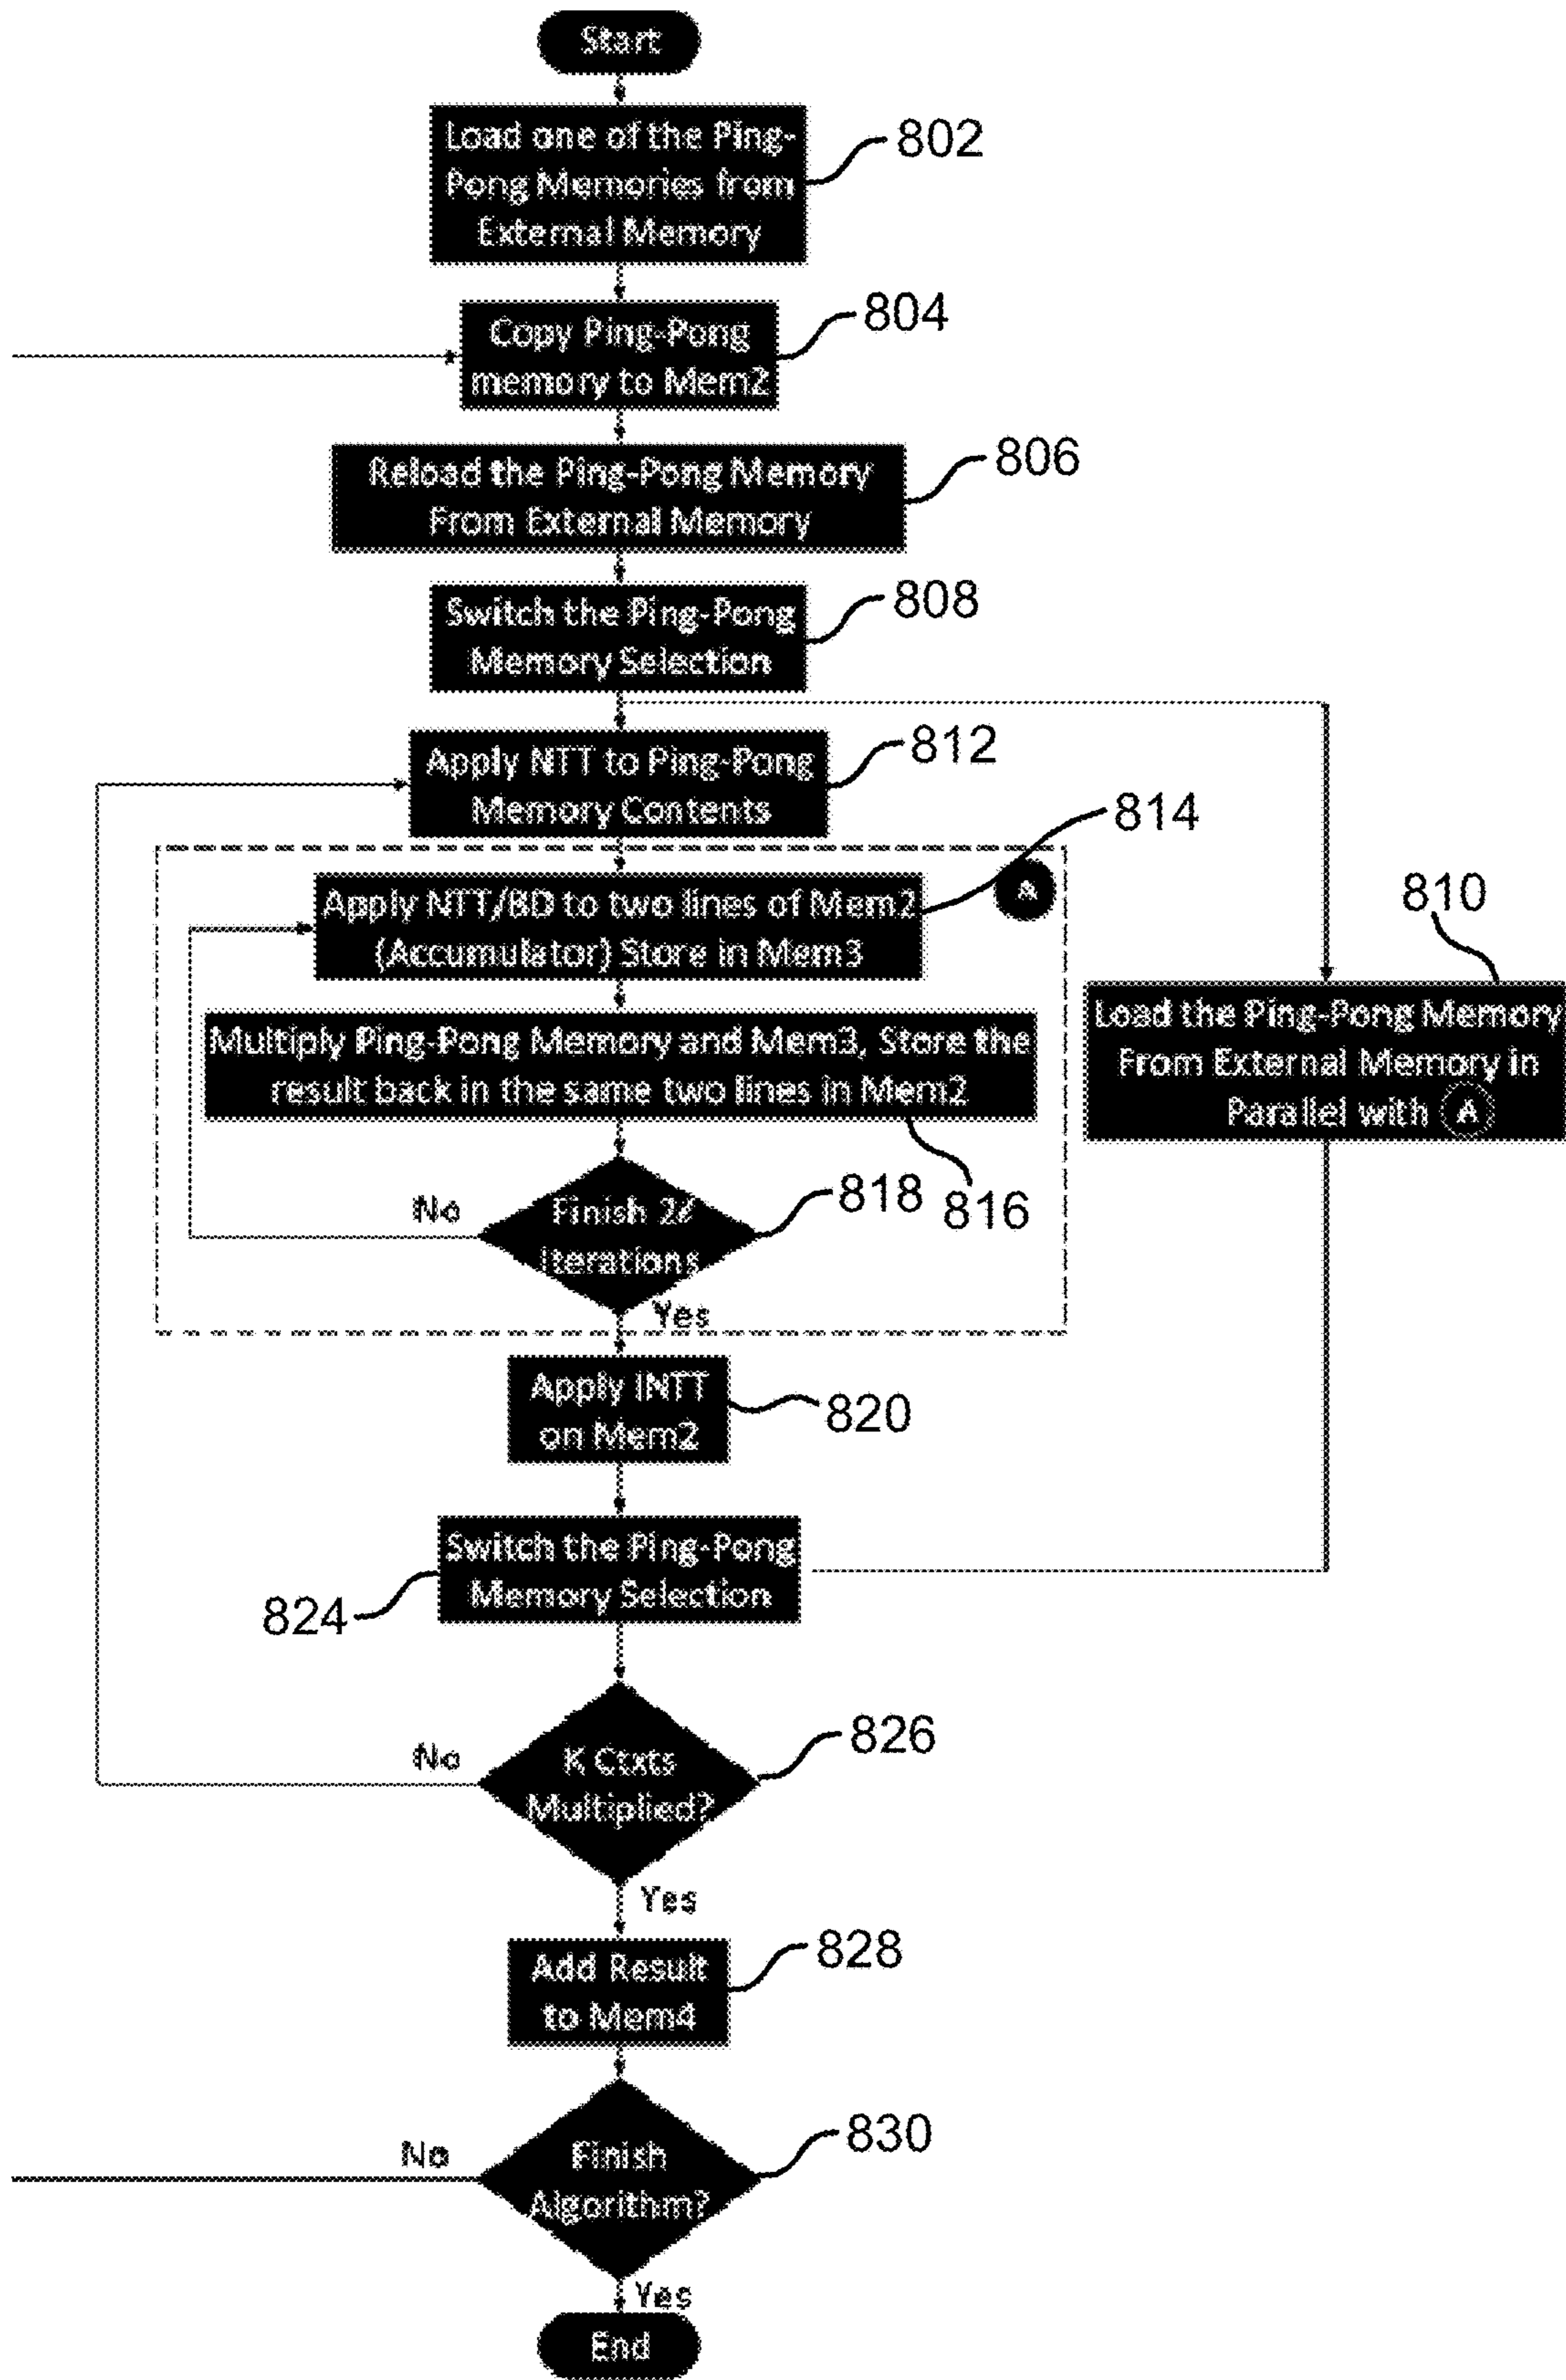 Start
Load one of the Ping-
Pong Memories from
External Memory
802
Copy Ping-Pong
memory to Mem2
804
Reload the Ping-Pong Memory
From External Memory
806
Switch the Ping-Pong
Memory Selection
808
Apply NTT to Ping-Pong
Memory Contents
812
814
A
Apply NTT/BD to two lines of Mem2
(Accumulator) Store in Mem3
810
Load the Ping-Pong Memory
From External Memory in
Parallel with A
Multiply Ping-Pong Memory and Mem3, Store the
result back in the same two lines in Mem2
816
Finish 2ℓ
iterations
818
No
Yes
Apply INTT
on Mem2
820
Switch the Ping-Pong
Memory Selection
824
K Ctxts
Multiplied?
826
No
Yes
Add Result
to Mem4
828
Finish
Algorithm?
830
No
Yes
End